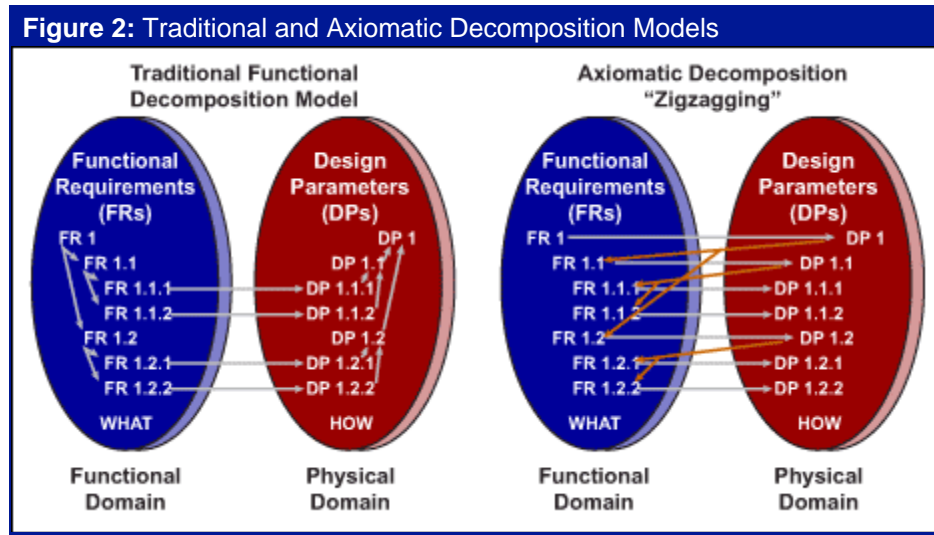 Figure 2: Traditional and Axiomatic Decomposition Models
Traditional Functional
Decomposition Model
Functional
Requirements
(FRs)
FR 1
FR 1.1
FR 1.1.1
FR 1.1.2
FR 1.2
FR 1.2.1
FR 1.2.2
WHAT
Functional
Domain
Design
Parameters
(DPs)
DP 1
DP 1.1
DP 1.1.1
DP 1.1.2
DP 1.2
DP 1.2.1
DP 1.2.2
HOW
Physical
Domain
Axiomatic Decomposition
“Zigzagging”
Functional
Requirements
(FRs)
FR 1
FR 1.1
FR 1.1.1
FR 1.1.2
FR 1.2
FR 1.2.1
FR 1.2.2
WHAT
Functional
Domain
Design
Parameters
(DPs)
DP 1
DP 1.1
DP 1.1.1
DP 1.1.2
DP 1.2
DP 1.2.1
DP 1.2.2
HOW
Physical
Domain